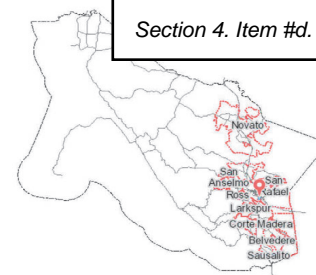 Section 4. Item #d.
Novato
San
Anselmo
San
Rafael
Ross
Larkspur
Corte Madera
Belvedere
Sausalito